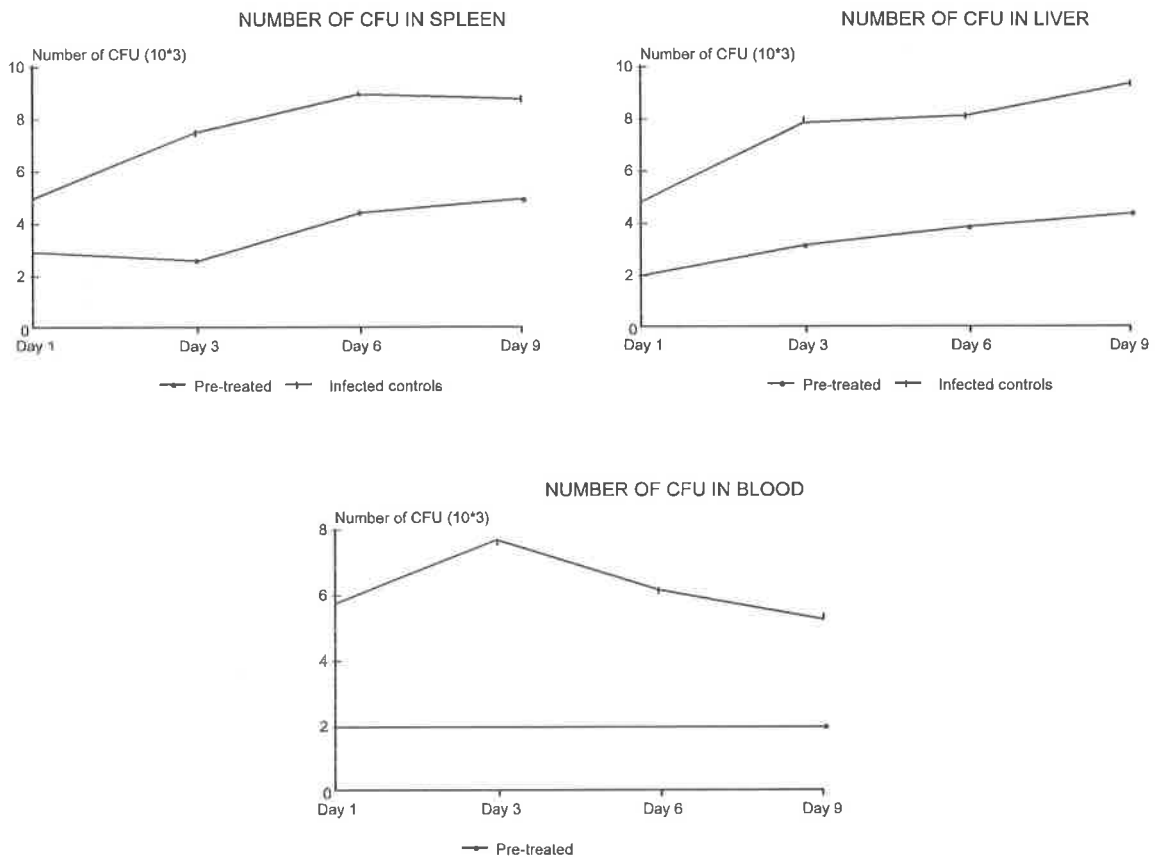 NUMBER OF CFU IN SPLEEN
Number of CFU (10*3)
10
8
6
4
2
0
Day 1 Day 3 Day 6 Day 9
Pre-treated Infected controls
NUMBER OF CFU IN LIVER
Number of CFU (10*3)
10
8
6
4
2
0
Day 1 Day 3 Day 6 Day 9
Pre-treated Infected controls
NUMBER OF CFU IN BLOOD
Number of CFU (10*3)
8
6
4
2
0
Day 1 Day 3 Day 6 Day 9
Pre-treated